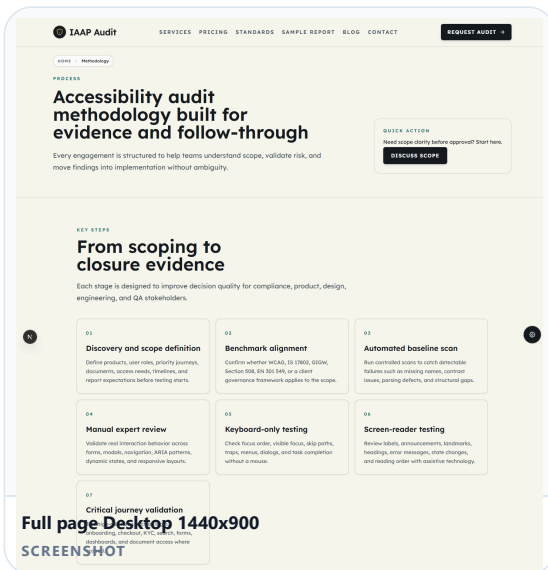 IAAP Audit
SERVICES PRICING STANDARDS SAMPLE REPORT BLOG CONTACT
REQUEST AUDIT →
HOME / Methodology
PROCESS
Accessibility audit
methodology built for
evidence and follow-through
Every engagement is structured to help teams understand scope, validate risk, and
move findings into implementation without ambiguity.
QUICK ACTION
Need scope clarity before approval? Start here.
DISCUSS SCOPE
KEY STEPS
From scoping to
closure evidence
Each stage is designed to improve decision quality for compliance, product, design,
engineering, and QA stakeholders.
N
01
Discovery and scope definition
Define products, user roles, priority journeys,
documents, access needs, timelines, and
report expectations before testing starts.
02
Benchmark alignment
Confirm whether WCAG, IS 17802, GIGW,
Section 508, EN 301 549, or a client
governance framework applies to the scope.
03
Automated baseline scan
Run controlled scans to catch detectable
failures such as missing names, contrast
issues, parsing defects, and structural gaps.
04
Manual expert review
Validate real interaction behavior across
forms, modals, navigation, ARIA patterns,
dynamic states, and responsive layouts.
05
Keyboard-only testing
Check focus order, visible focus, skip paths,
traps, menus, dialogs, and task completion
without a mouse.
06
Screen-reader testing
Review labels, announcements, landmarks,
headings, error messages, state changes,
and reading order with assistive technology.
07
Critical journey validation
onboarding, checkout, KYC, search, forms,
dashboards, and document access where
Full page Desktop 1440x900
SCREENSHOT